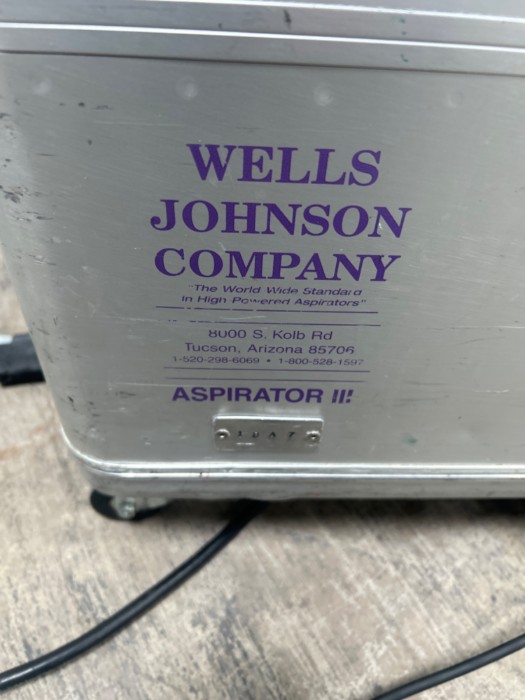 WELLS
JOHNSON
COMPANY
"The World Wide Standard
In High Powered Aspirators"
8000 S. Kolb Rd
Tucson, Arizona 85706
1-520-298-6069 • 1-800-528-1597
ASPIRATOR III